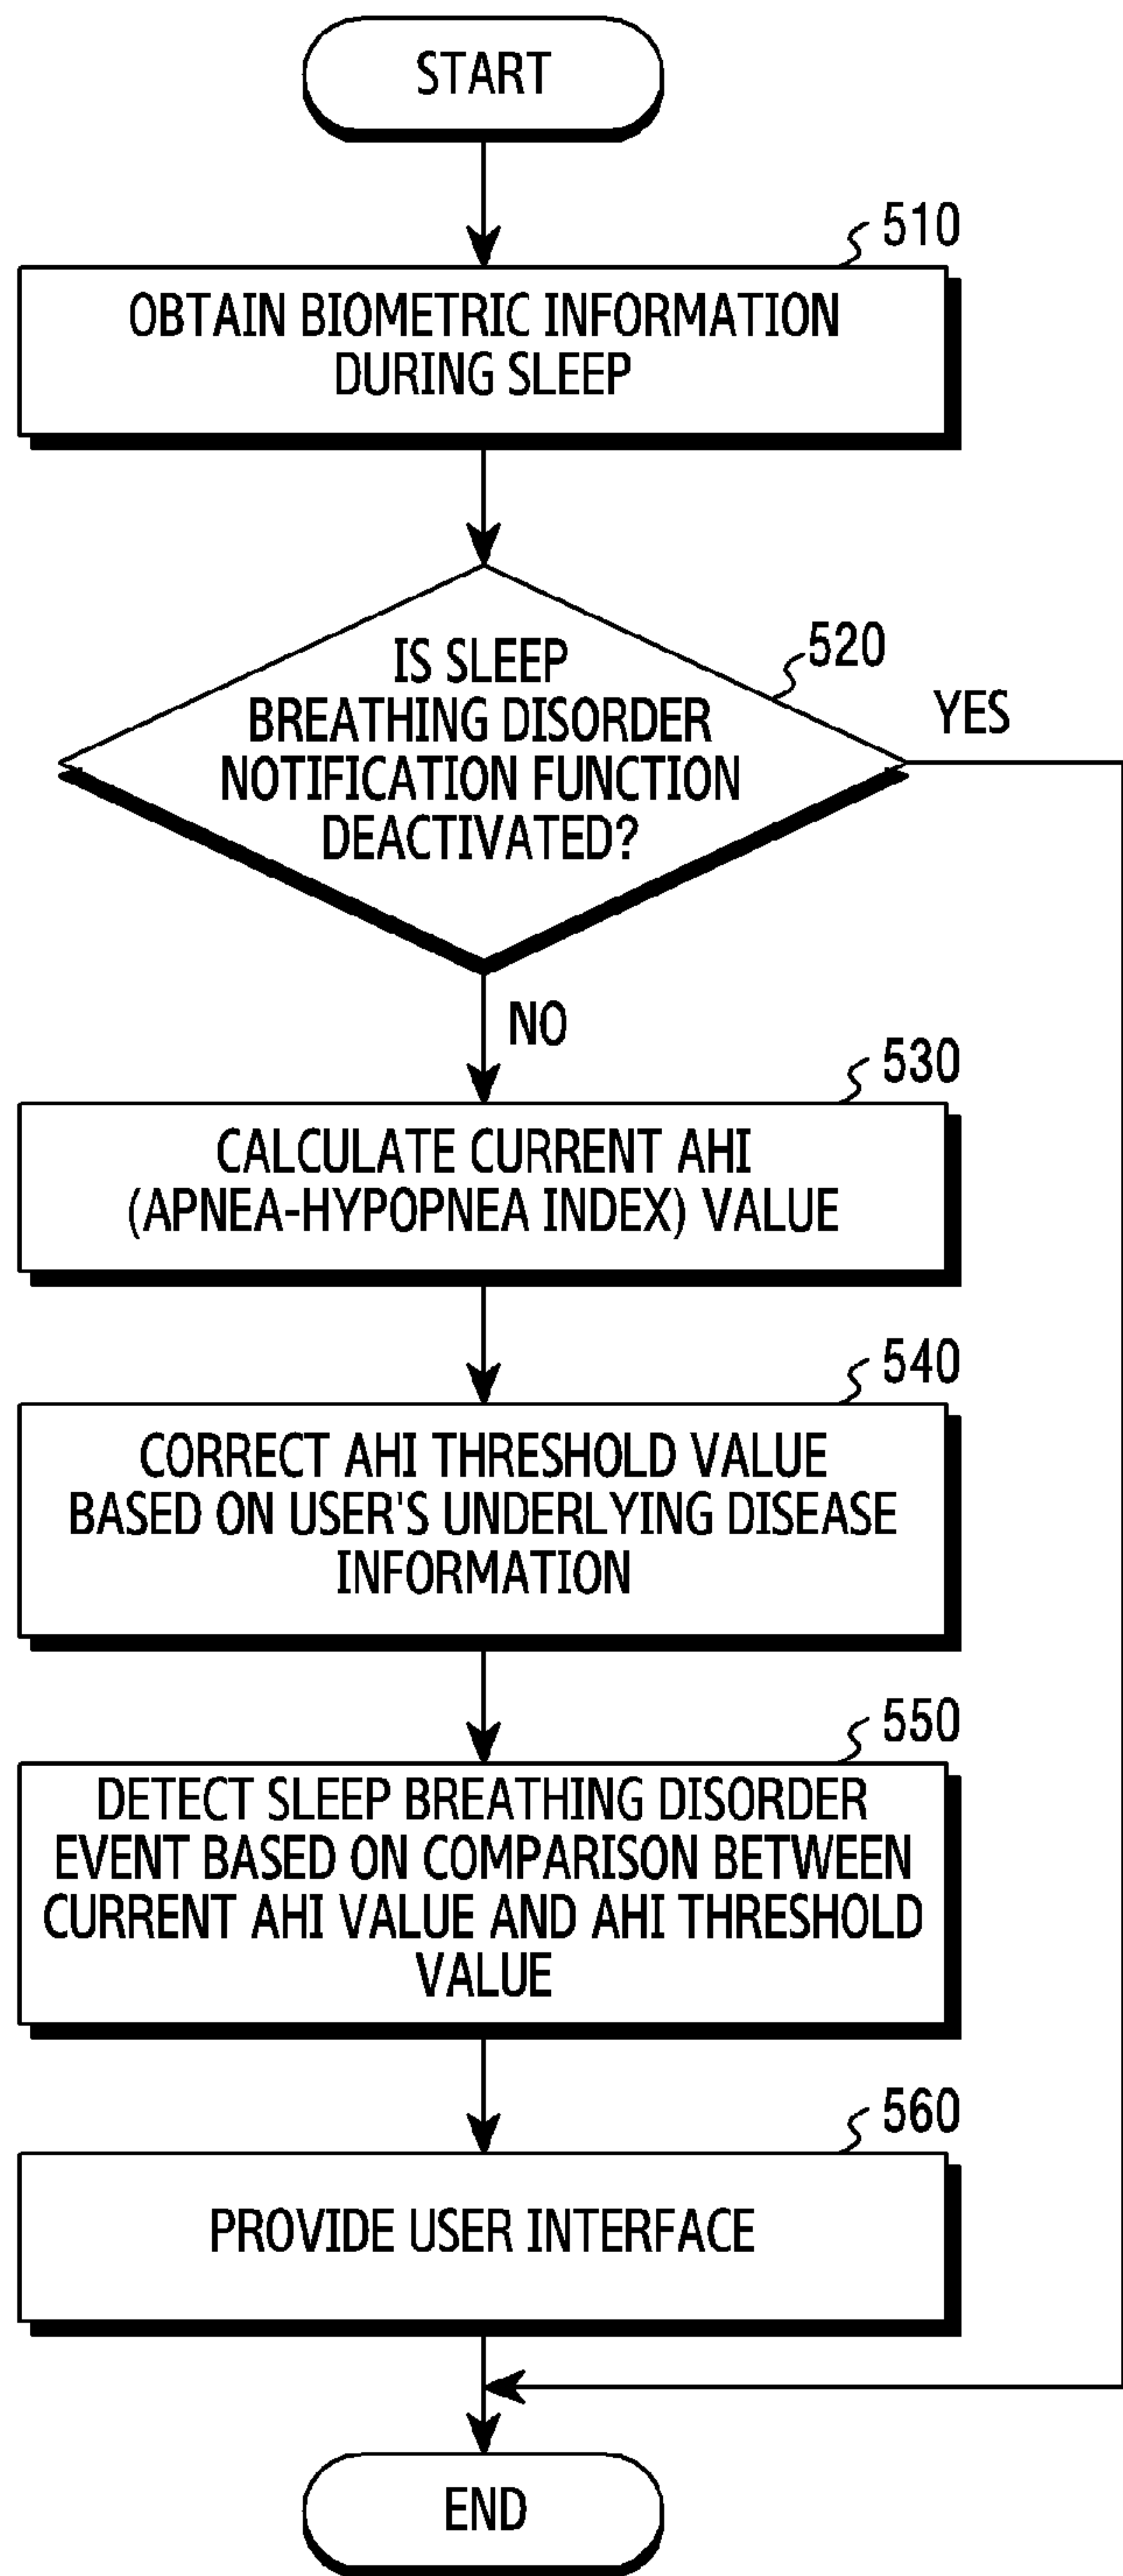 START
510
OBTAIN BIOMETRIC INFORMATION
DURING SLEEP
520
IS SLEEP
BREATHING DISORDER
NOTIFICATION FUNCTION
DEACTIVATED?
YES
NO
530
CALCULATE CURRENT AHI
(APNEA-HYPOPNEA INDEX) VALUE
540
CORRECT AHI THRESHOLD VALUE
BASED ON USER'S UNDERLYING DISEASE
INFORMATION
550
DETECT SLEEP BREATHING DISORDER
EVENT BASED ON COMPARISON BETWEEN
CURRENT AHI VALUE AND AHI THRESHOLD
VALUE
560
PROVIDE USER INTERFACE
END